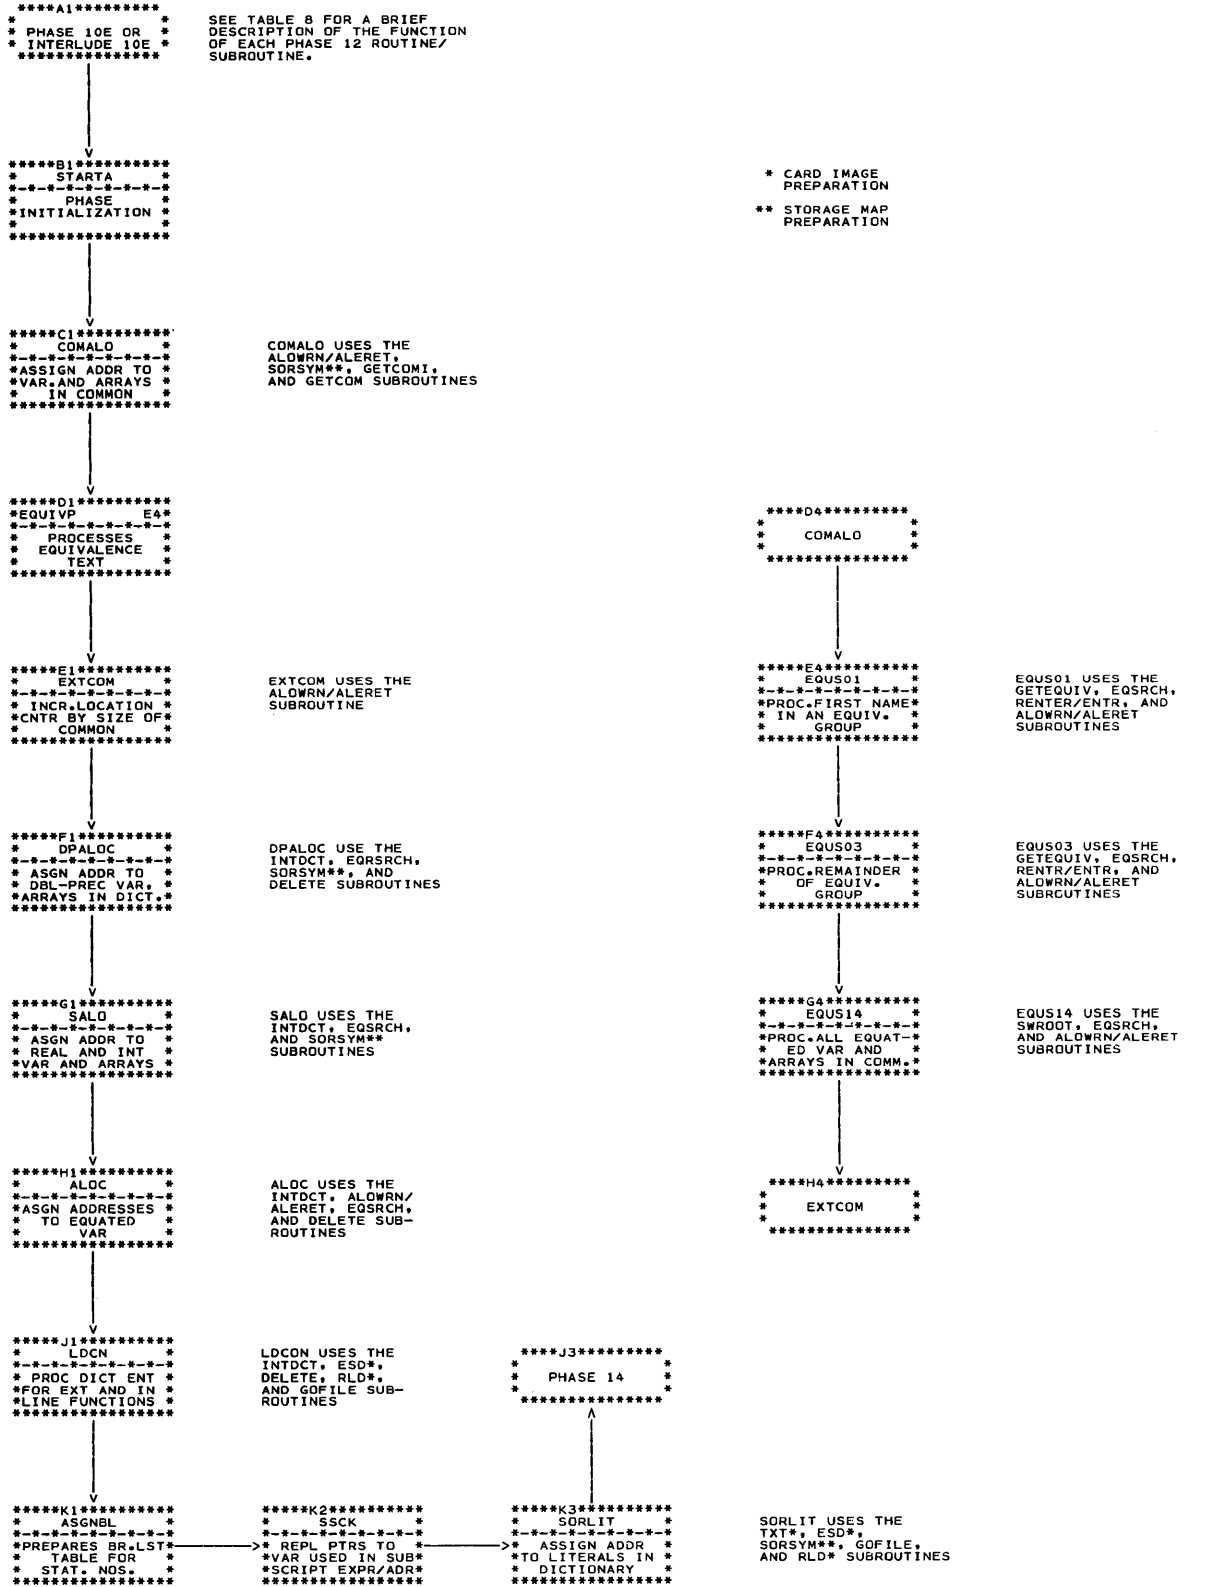 ****A1*********
* *
* PHASE 10E OR *
* INTERLUDE 10E *
***************
SEE TABLE 8 FOR A BRIEF
DESCRIPTION OF THE FUNCTION
OF EACH PHASE 12 ROUTINE/
SUBROUTINE.
*****B1**********
* STARTA *
*-*-*-*-*-*-*-*-*
* PHASE *
*INITIALIZATION *
* *
*****************
* CARD IMAGE
PREPARATION
** STORAGE MAP
PREPARATION
*****C1**********
* COMALO *
*-*-*-*-*-*-*-*-*
*ASSIGN ADDR TO *
*VAR.AND ARRAYS *
* IN COMMON *
*****************
COMALO USES THE
ALOWRN/ALERET,
SORSYM**, GETCOMI,
AND GETCOM SUBROUTINES
*****D1**********
*EQUIVP E4*
*-*-*-*-*-*-*-*-*
* PROCESSES *
* EQUIVALENCE *
* TEXT *
*****************
****D4*********
* *
* COMALO *
* *
***************
*****E1**********
* EXTCOM *
*-*-*-*-*-*-*-*-*
* INCR.LOCATION *
*CNTR BY SIZE OF*
* COMMON *
*****************
EXTCOM USES THE
ALOWRN/ALERET
SUBROUTINE
*****E4**********
* EQUS01 *
*-*-*-*-*-*-*-*-*
*PROC.FIRST NAME*
* IN AN EQUIV. *
* GROUP *
*****************
EQUS01 USES THE
GETEQUIV, EQSRCH,
RENTER/ENTR, AND
ALOWRN/ALERET
SUBROUTINES
*****F1**********
* DPALOC *
*-*-*-*-*-*-*-*-*
* ASGN ADDR TO *
* DBL-PREC VAR, *
*ARRAYS IN DICT.*
*****************
DPALOC USE THE
INTDCT, EQRSRCH,
SORSYM**, AND
DELETE SUBROUTINES
*****F4**********
* EQUS03 *
*-*-*-*-*-*-*-*-*
*PROC.REMAINDER *
* OF EQUIV. *
* GROUP *
*****************
EQUS03 USES THE
GETEQUIV, EQSRCH,
RENTR/ENTR, AND
ALOWRN/ALERET
SUBROUTINES
*****G1**********
* SALO *
*-*-*-*-*-*-*-*-*
* ASGN ADDR TO *
* REAL AND INT *
*VAR AND ARRAYS *
*****************
SALO USES THE
INTDCT, EQSRCH,
AND SORSYM**
SUBROUTINES
*****G4**********
* EQUS14 *
*-*-*-*-*-*-*-*-*
*PROC.ALL EQUAT-*
* ED VAR AND *
*ARRAYS IN COMM.*
*****************
EQUS14 USES THE
SWROOT, EQSRCH,
AND ALOWRN/ALERET
SUBROUTINES
*****H1**********
* ALOC *
*-*-*-*-*-*-*-*-*
*ASGN ADDRESSES *
* TO EQUATED *
* VAR *
*****************
ALOC USES THE
INTDCT, ALOWRN/
ALERET, EQSRCH,
AND DELETE SUB-
ROUTINES
****H4*********
* *
* EXTCOM *
* *
***************
*****J1**********
* LDCN *
*-*-*-*-*-*-*-*-*
* PROC DICT ENT *
*FOR EXT AND IN *
*LINE FUNCTIONS *
*****************
LDCON USES THE
INTDCT, ESD*,
DELETE, RLD*,
AND GOFILE SUB-
ROUTINES
****J3*********
* *
* PHASE 14 *
* *
***************
*****K1**********
* ASGNBL *
*-*-*-*-*-*-*-*-*
*PREPARES BR.LST*
* TABLE FOR *
* STAT. NOS. *
*****************
*****K2**********
* SSCK *
*-*-*-*-*-*-*-*-*
* REPL PTRS TO *
*VAR USED IN SUB*
*SCRIPT EXPR/ADR*
*****************
*****K3**********
* SORLIT *
*-*-*-*-*-*-*-*-*
* ASSIGN ADDR *
*TO LITERALS IN *
* DICTIONARY *
*****************
SORLIT USES THE
TXT*, ESD*,
SORSYM**, GOFILE,
AND RLD* SUBROUTINES